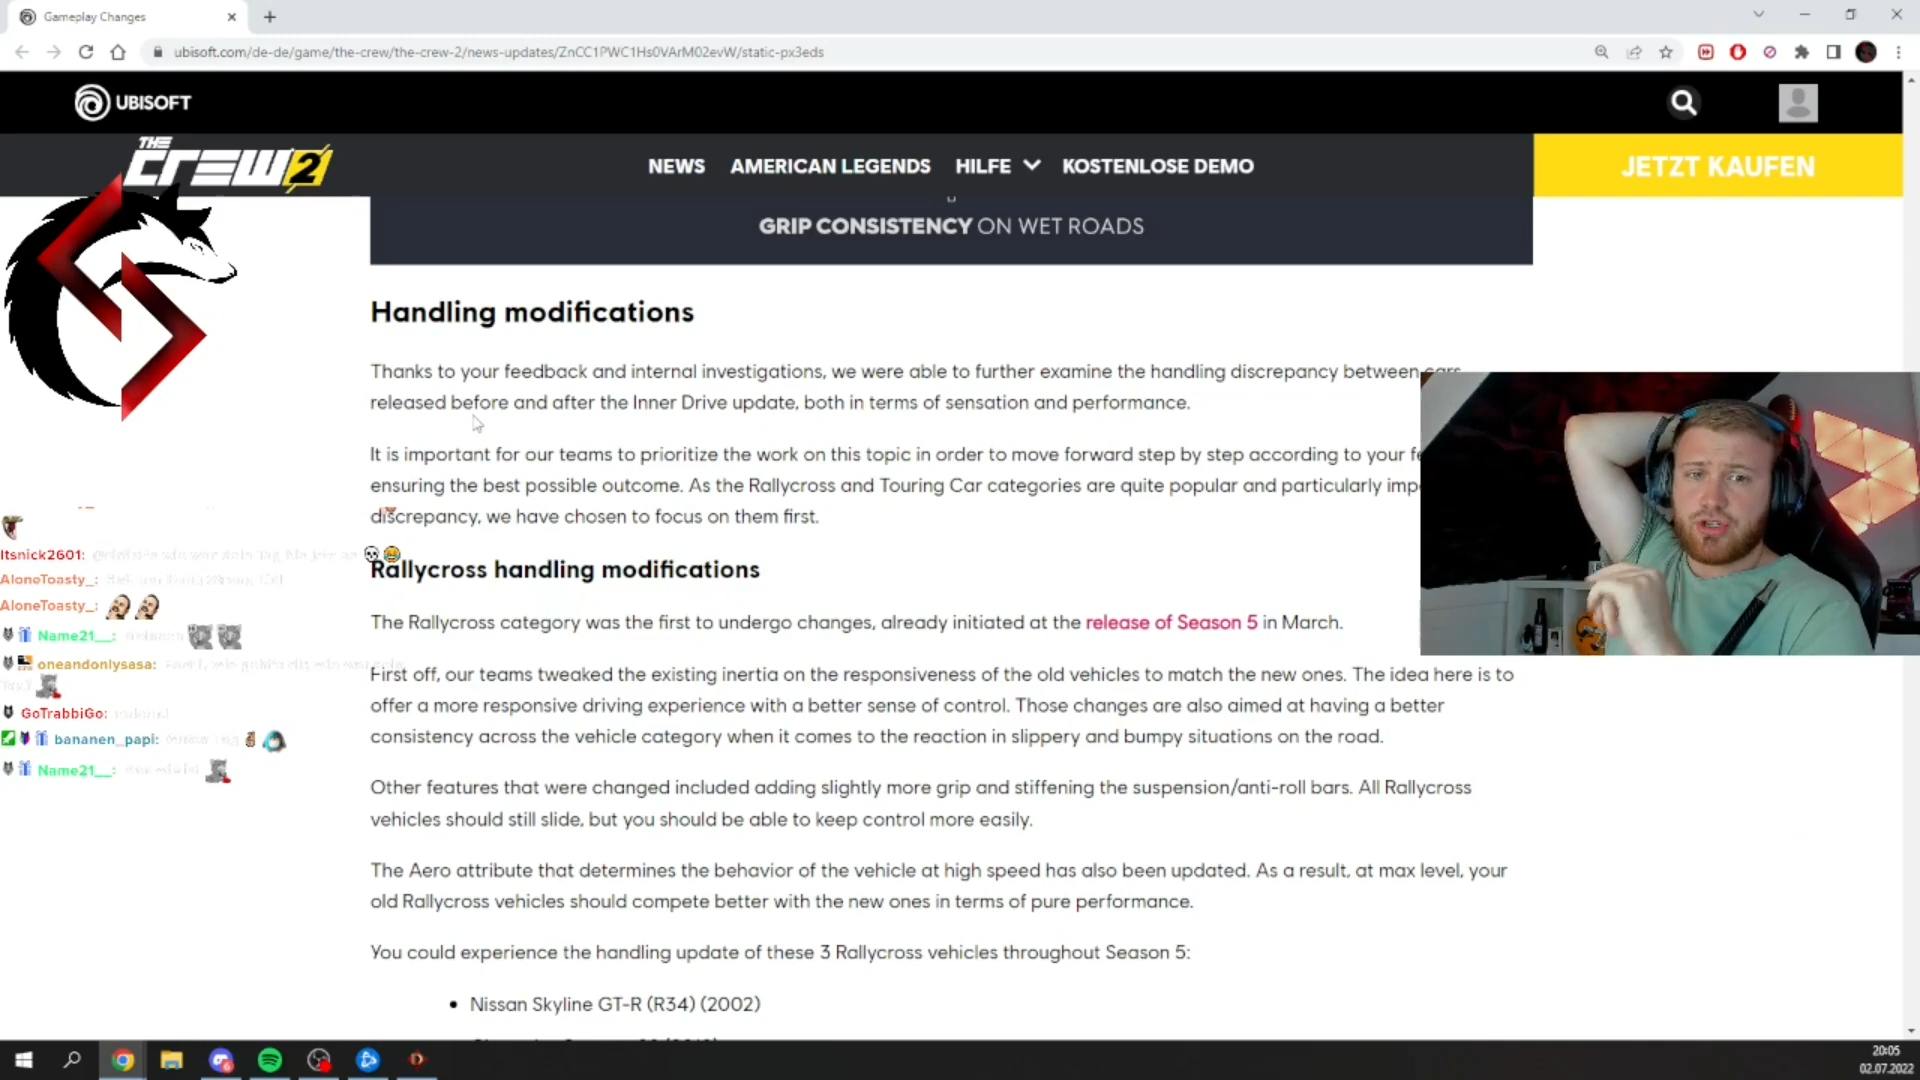 Gameplay Changes
ubisoft.com/de-de/game/the-crew/the-crew-2/news-updates/ZnCC1PWC1Hs0VArM02evW/static-px3eds
UBISOFT
THE CREW 2
NEWS AMERICAN LEGENDS HILFE KOSTENLOSE DEMO
JETZT KAUFEN
GRIP CONSISTENCY ON WET ROADS
Handling modifications
Thanks to your feedback and internal investigations, we were able to further examine the handling discrepancy between cars
released before and after the Inner Drive update, both in terms of sensation and performance.
It is important for our teams to prioritize the work on this topic in order to move forward step by step according to your
ensuring the best possible outcome. As the Rallycross and Touring Car categories are quite popular and particularly
discrepancy, we have chosen to focus on them first.
Rallycross handling modifications
The Rallycross category was the first to undergo changes, already initiated at the release of Season 5 in March.
First off, our teams tweaked the existing inertia on the responsiveness of the old vehicles to match the new ones. The idea here is to
offer a more responsive driving experience with a better sense of control. Those changes are also aimed at having a better
consistency across the vehicle category when it comes to the reaction in slippery and bumpy situations on the road.
Other features that were changed included adding slightly more grip and stiffening the suspension/anti-roll bars. All Rallycross
vehicles should still slide, but you should be able to keep control more easily.
The Aero attribute that determines the behavior of the vehicle at high speed has also been updated. As a result, at max level, your
old Rallycross vehicles should compete better with the new ones in terms of pure performance.
You could experience the handling update of these 3 Rallycross vehicles throughout Season 5:
• Nissan Skyline GT-R (R34) (2002)
Itsnick2601:
AloneToasty_:
AloneToasty_:
Name21__:
oneandonlysasa:
GoTrabbiGo:
bananen_papi:
Name21__:
20:05
02.07.2022